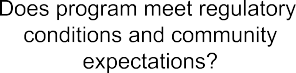 Does program meet regulatory
conditions and community
expectations?